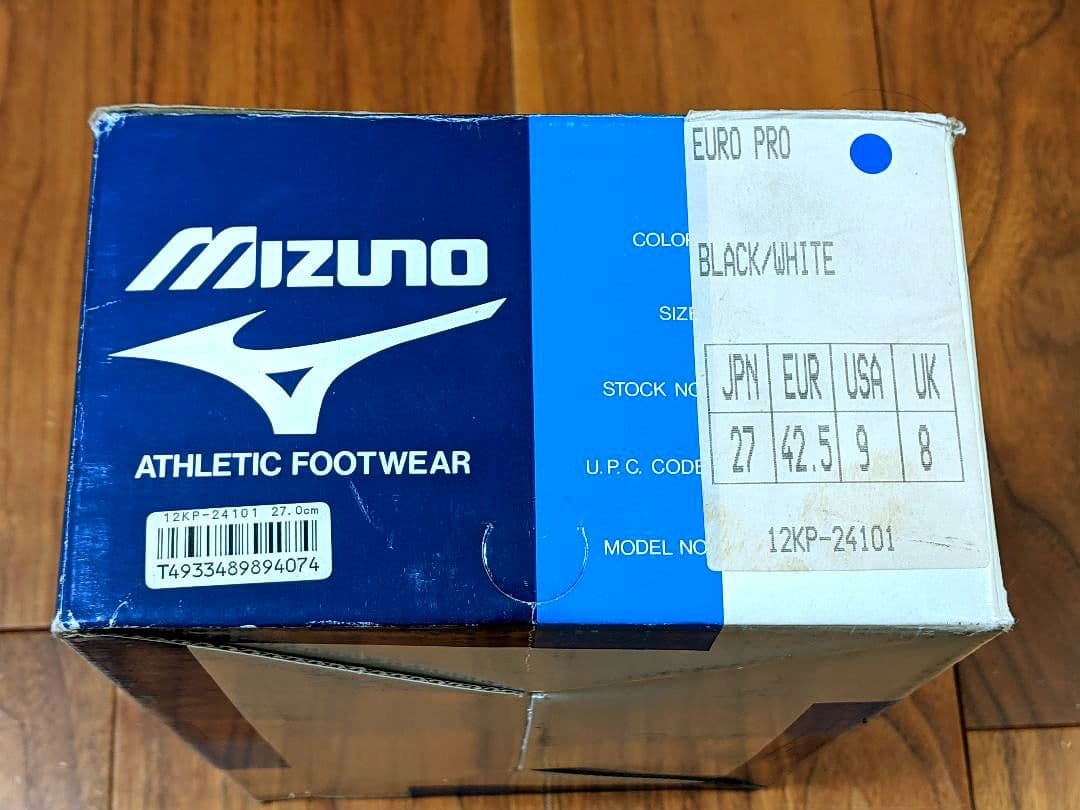 MIZUNO
ATHLETIC FOOTWEAR
12KP-24101 27.0cm
T4933489894074
COLOR
SIZE
STOCK NO
U.P.C. CODE
MODEL NO
EURO PRO
BLACK/WHITE
JPN EUR USA UK
27 42.5 9 8
12KP-24101